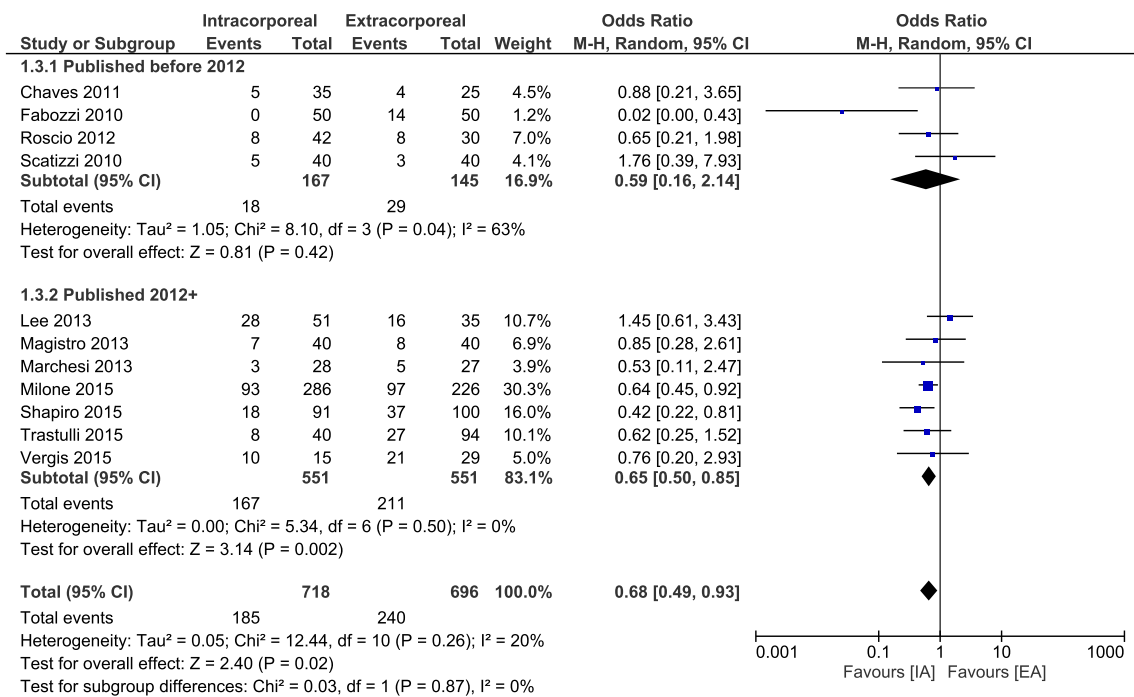 Intracorporeal Extracorporeal Odds Ratio Odds Ratio
Study or Subgroup Events Total Events Total Weight M-H, Random, 95% CI M-H, Random, 95% CI
1.3.1 Published before 2012
Chaves 2011 5 35 4 25 4.5% 0.88 [0.21, 3.65]
Fabozzi 2010 0 50 14 50 1.2% 0.02 [0.00, 0.43]
Roscio 2012 8 42 8 30 7.0% 0.65 [0.21, 1.98]
Scatizzi 2010 5 40 3 40 4.1% 1.76 [0.39, 7.93]
Subtotal (95% CI) 167 145 16.9% 0.59 [0.16, 2.14]
Total events 18 29
Heterogeneity: Tau² = 1.05; Chi² = 8.10, df = 3 (P = 0.04); I² = 63%
Test for overall effect: Z = 0.81 (P = 0.42)
1.3.2 Published 2012+
Lee 2013 28 51 16 35 10.7% 1.45 [0.61, 3.43]
Magistro 2013 7 40 8 40 6.9% 0.85 [0.28, 2.61]
Marchesi 2013 3 28 5 27 3.9% 0.53 [0.11, 2.47]
Milone 2015 93 286 97 226 30.3% 0.64 [0.45, 0.92]
Shapiro 2015 18 91 37 100 16.0% 0.42 [0.22, 0.81]
Trastulli 2015 8 40 27 94 10.1% 0.62 [0.25, 1.52]
Vergis 2015 10 15 21 29 5.0% 0.76 [0.20, 2.93]
Subtotal (95% CI) 551 551 83.1% 0.65 [0.50, 0.85]
Total events 167 211
Heterogeneity: Tau² = 0.00; Chi² = 5.34, df = 6 (P = 0.50); I² = 0%
Test for overall effect: Z = 3.14 (P = 0.002)
Total (95% CI) 718 696 100.0% 0.68 [0.49, 0.93]
Total events 185 240
Heterogeneity: Tau² = 0.05; Chi² = 12.44, df = 10 (P = 0.26); I² = 20%
Test for overall effect: Z = 2.40 (P = 0.02)
Test for subgroup differences: Chi² = 0.03, df = 1 (P = 0.87), I² = 0%
0.001 0.1 1 10 1000
Favours [IA] Favours [EA]